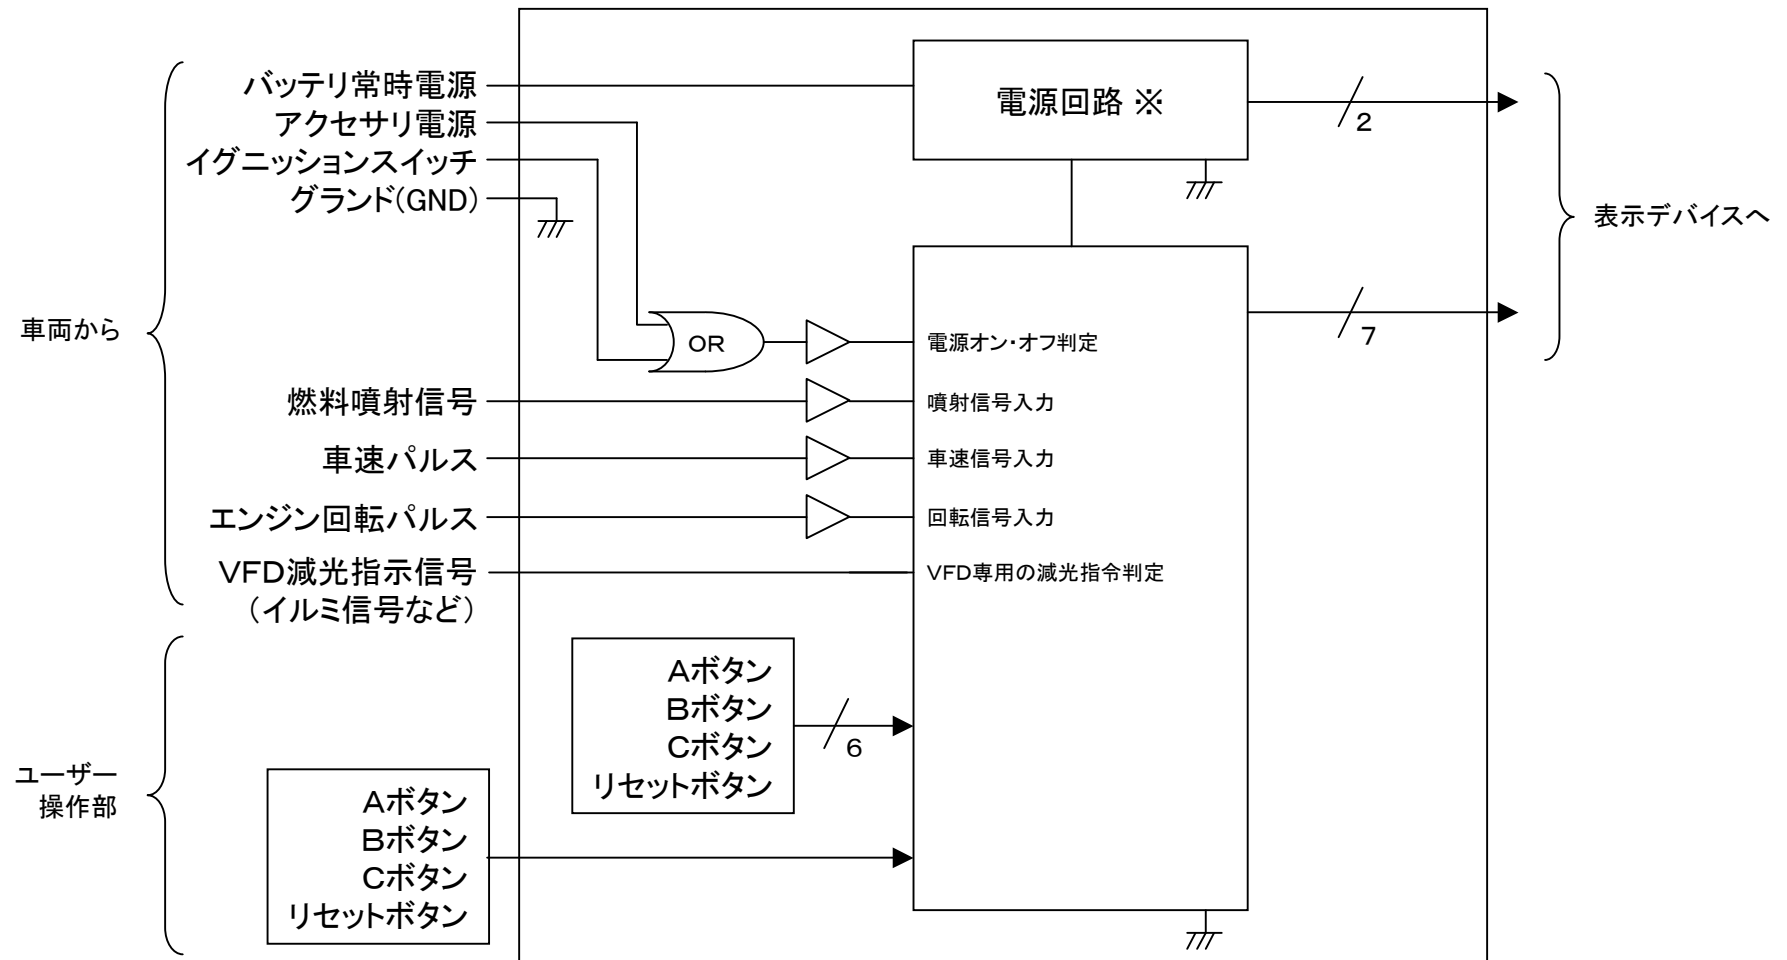 バッテリ常時電源
アクセサリ電源
イグニッションスイッチ
グランド(GND)
車両から
燃料噴射信号
車速パルス
エンジン回転パルス
VFD減光指示信号
(イルミ信号など)
電源回路 ※
2
表示デバイスへ
7
OR
電源オン・オフ判定
噴射信号入力
車速信号入力
回転信号入力
VFD専用の減光指令判定
Aボタン
Bボタン
Cボタン
リセットボタン
6
ユーザー
操作部
Aボタン
Bボタン
Cボタン
リセットボタン